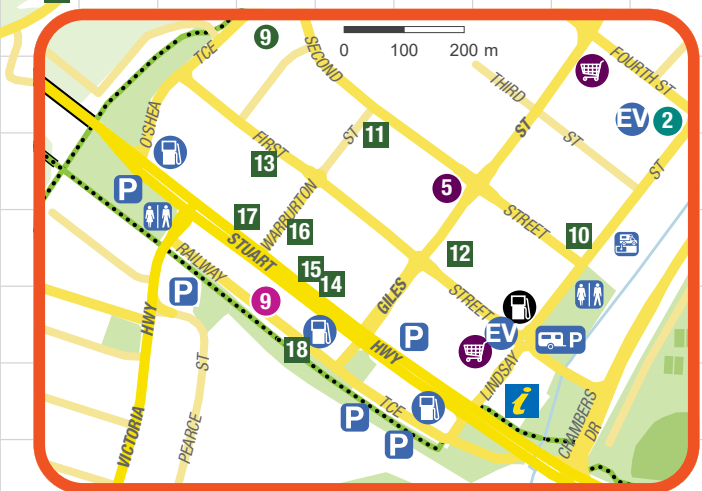 9
TCE
SECOND
0 100 200 m
FOURTH ST
THIRD
ST
EV
2
O'SHEA
ST
11
ST
FIRST
13
ST
P
5
17
WARBURTON
16
STREET
10
STUART
12
RAILWAY
15
14
P
9
GILES
STREET
HWY
P
EV
P
18
HWY
ST
LINDSAY
i
TCE
P
P
CHAMBERS
DR
VICTORIA
PEARCE